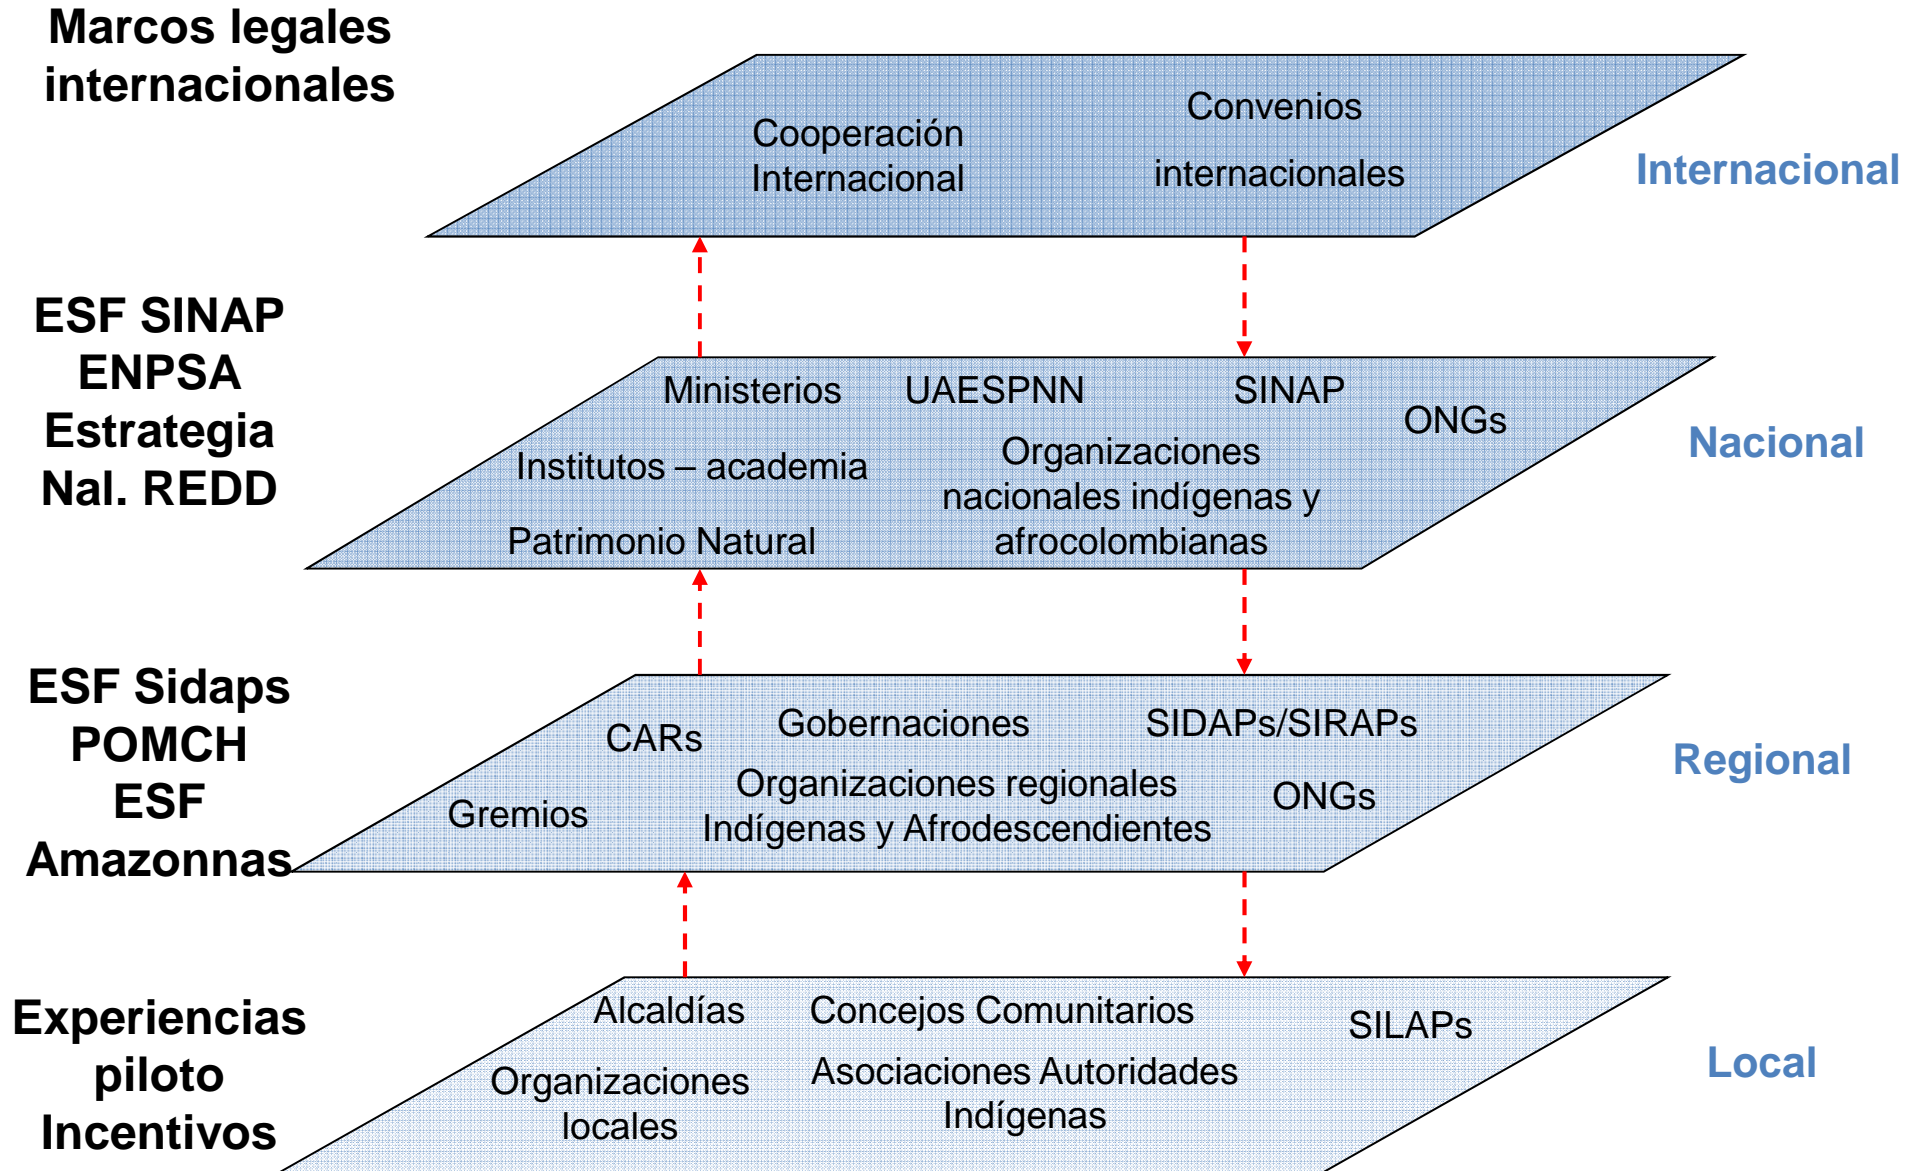 Marcos legales
internacionales
Cooperación
Internacional
Convenios
internacionales
Internacional
ESF SINAP
ENPSA
Estrategia
Nal. REDD
Ministerios
UAESPNN
SINAP
ONGs
Institutos – academia
Organizaciones
nacionales indígenas y
afrocolombianas
Patrimonio Natural
Nacional
ESF Sidaps
POMCH
ESF
Amazonnas
CARs
Gobernaciones
SIDAPs/SIRAPs
Gremios
Organizaciones regionales
Indígenas y Afrodescendientes
ONGs
Regional
Experiencias
piloto
Incentivos
Alcaldías
Concejos Comunitarios
SILAPs
Organizaciones
locales
Asociaciones Autoridades
Indígenas
Local